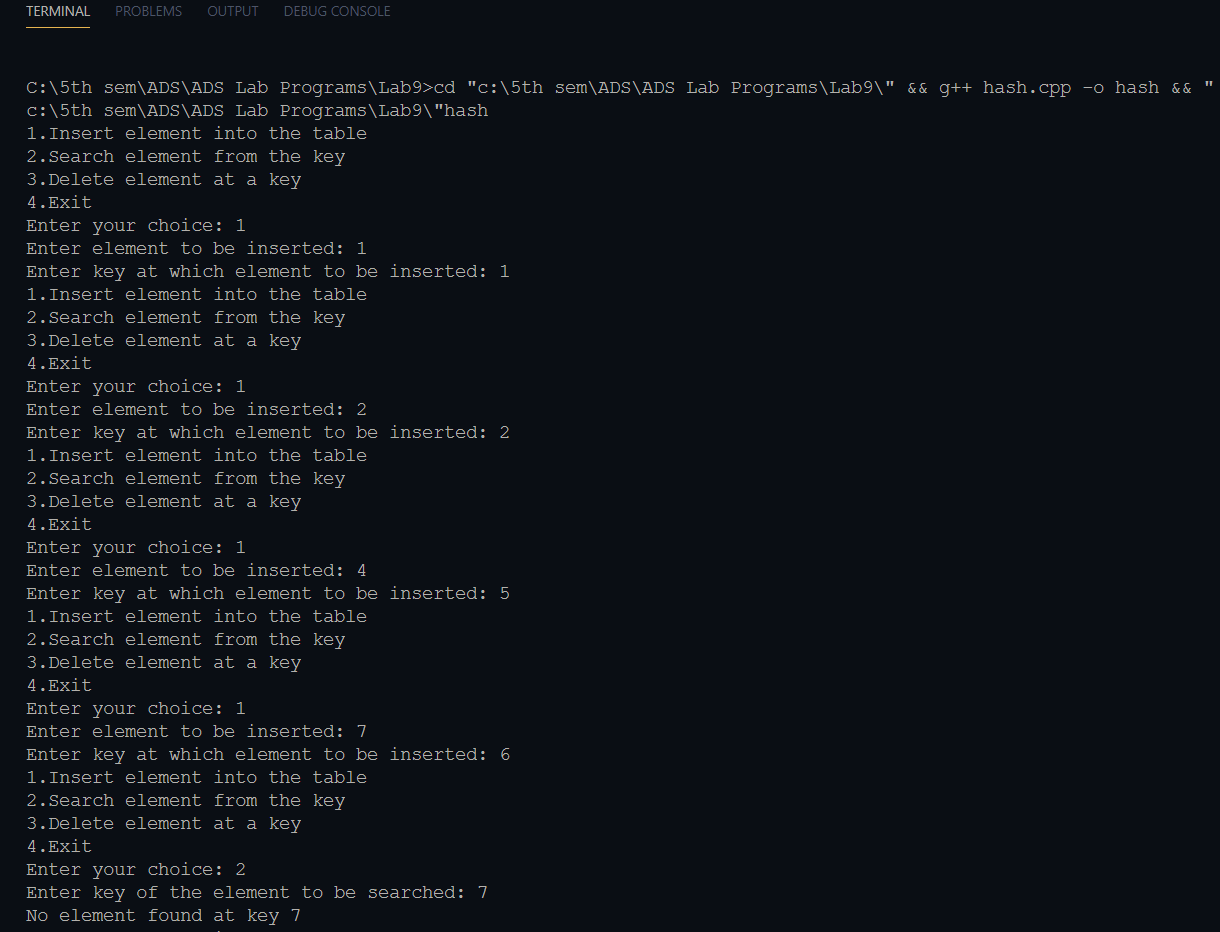 TERMINAL PROBLEMS OUTPUT DEBUG CONSOLE
C:\5th sem\ADS\ADS Lab Programs\Lab9>cd "c:\5th sem\ADS\ADS Lab Programs\Lab9\" && g++ hash.cpp -o hash && "
c:\5th sem\ADS\ADS Lab Programs\Lab9\"hash
1.Insert element into the table
2.Search element from the key
3.Delete element at a key
4.Exit
Enter your choice: 1
Enter element to be inserted: 1
Enter key at which element to be inserted: 1
1.Insert element into the table
2.Search element from the key
3.Delete element at a key
4.Exit
Enter your choice: 1
Enter element to be inserted: 2
Enter key at which element to be inserted: 2
1.Insert element into the table
2.Search element from the key
3.Delete element at a key
4.Exit
Enter your choice: 1
Enter element to be inserted: 4
Enter key at which element to be inserted: 5
1.Insert element into the table
2.Search element from the key
3.Delete element at a key
4.Exit
Enter your choice: 1
Enter element to be inserted: 7
Enter key at which element to be inserted: 6
1.Insert element into the table
2.Search element from the key
3.Delete element at a key
4.Exit
Enter your choice: 2
Enter key of the element to be searched: 7
No element found at key 7